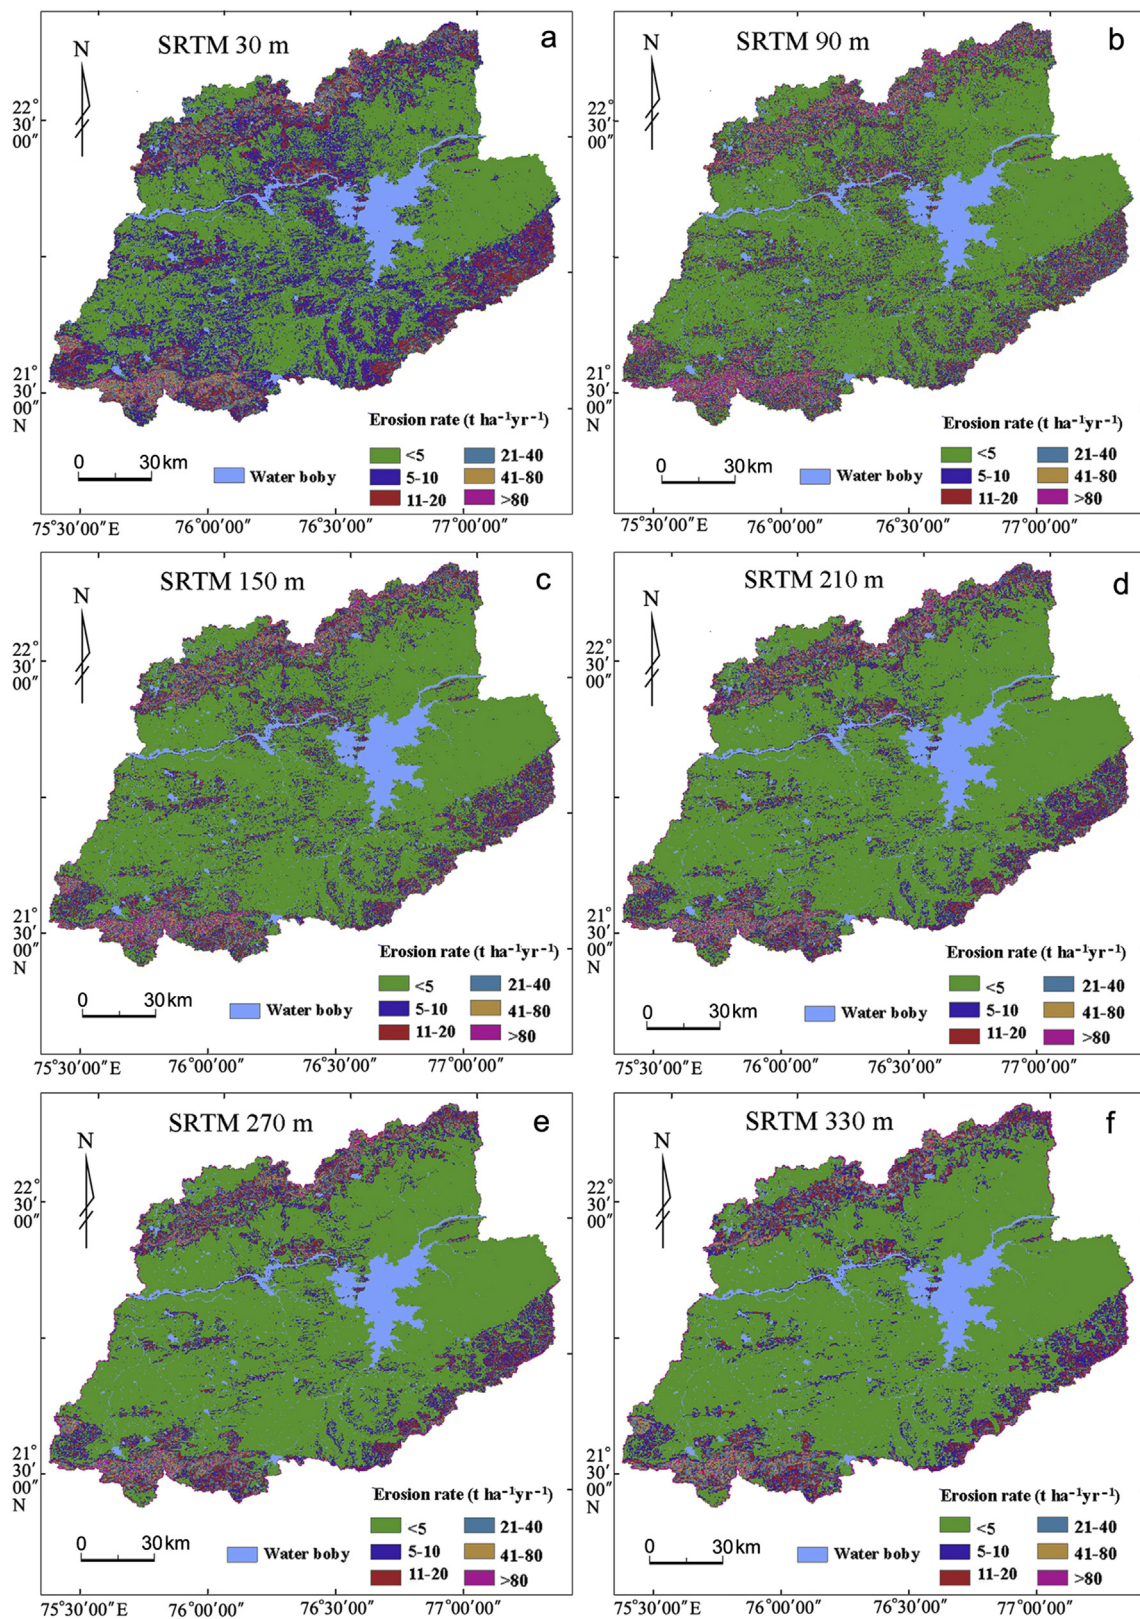 SRTM 30 m
a
N
22°
30′
00″
21°
30′
00″
N
Erosion rate (t ha⁻¹yr⁻¹)
<5
21-40
5-10
41-80
11-20
>80
Water boby
0 30 km
75°30′00″E 76°00′00″ 76°30′00″ 77°00′00″
SRTM 90 m
b
N
22°
30′
00″
21°
30′
00″
N
Erosion rate (t ha⁻¹yr⁻¹)
<5
21-40
5-10
41-80
11-20
>80
Water boby
0 30 km
75°30′00″E 76°00′00″ 76°30′00″ 77°00′00″
SRTM 150 m
c
N
22°
30′
00″
21°
30′
00″
N
Erosion rate (t ha⁻¹yr⁻¹)
<5
21-40
5-10
41-80
11-20
>80
Water boby
0 30 km
75°30′00″E 76°00′00″ 76°30′00″ 77°00′00″
SRTM 210 m
d
N
22°
30′
00″
21°
30′
00″
N
Erosion rate (t ha⁻¹yr⁻¹)
<5
21-40
5-10
41-80
11-20
>80
Water boby
0 30 km
75°30′00″E 76°00′00″ 76°30′00″ 77°00′00″
SRTM 270 m
e
N
22°
30′
00″
21°
30′
00″
N
Erosion rate (t ha⁻¹yr⁻¹)
<5
21-40
5-10
41-80
11-20
>80
Water boby
0 30 km
75°30′00″E 76°00′00″ 76°30′00″ 77°00′00″
SRTM 330 m
f
N
22°
30′
00″
21°
30′
00″
N
Erosion rate (t ha⁻¹yr⁻¹)
<5
21-40
5-10
41-80
11-20
>80
Water boby
0 30 km
75°30′00″E 76°00′00″ 76°30′00″ 77°00′00″